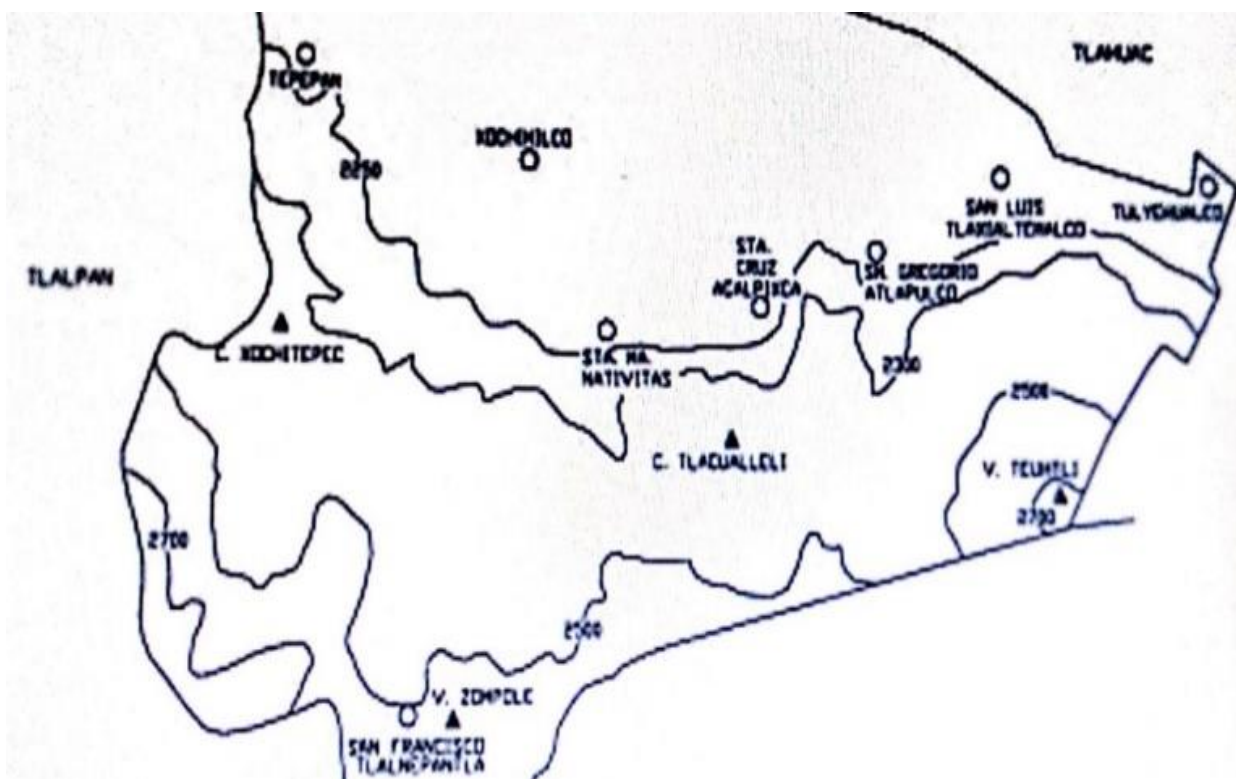 TLAHUAC
TEPEPAN
XOCHIMILCO
2250
SAN LUIS
TLAXIALTEMALCO
TULYEHUALCO
STA.
CRUZ
ACALPIXCA
SN. GREGORIO
ATLAPULCO
TLALPAN
C. XOCHITEPEC
STA. MA.
NATIVITAS
2300
2500
C. TLACUALLELI
V. TEUHTLI
2700
2700
2500
V. ZOMPOLE
SAN FRANCISCO
TLALNEPANTLA